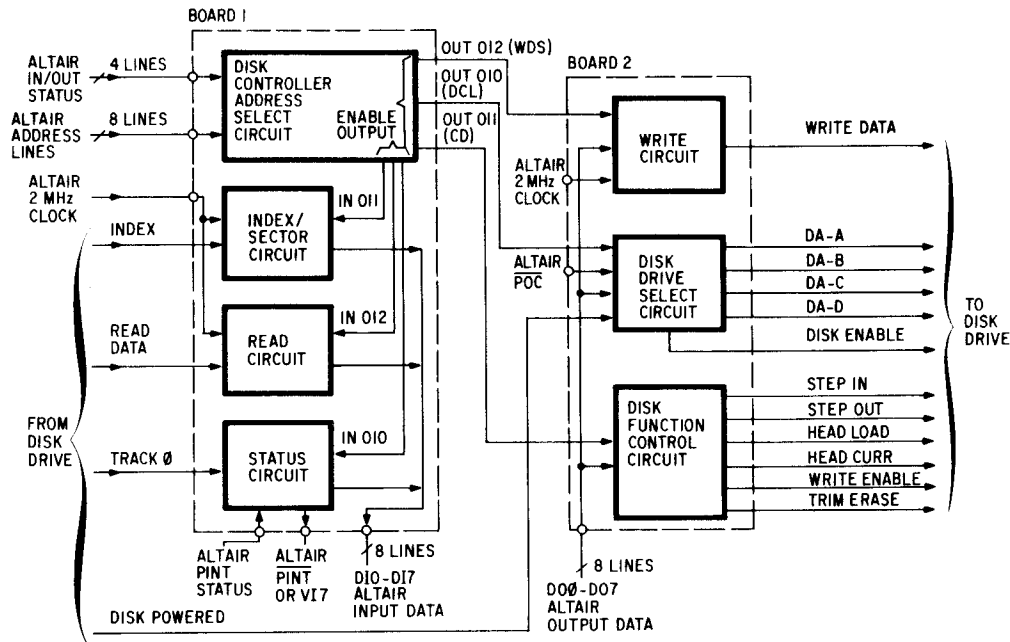 BOARD 1
ALTAIR
IN/OUT
STATUS
4 LINES
ALTAIR
ADDRESS
LINES
8 LINES
ALTAIR
2 MHz
CLOCK
INDEX
READ
DATA
FROM
DISK
DRIVE
TRACK Ø
DISK
CONTROLLER
ADDRESS
SELECT
CIRCUIT
ENABLE
OUTPUT
IN 011
INDEX/
SECTOR
CIRCUIT
IN 012
READ
CIRCUIT
IN 010
STATUS
CIRCUIT
ALTAIR
PINT
STATUS
ALTAIR
PINT
OR VI7
8 LINES
DI0-DI7
ALTAIR
INPUT DATA
DISK POWERED
OUT 012 (WDS)
OUT 010
(DCL)
OUT 011
(CD)
BOARD 2
ALTAIR
2 MHz
CLOCK
WRITE
CIRCUIT
WRITE DATA
ALTAIR
POC
DISK
DRIVE
SELECT
CIRCUIT
DA-A
DA-B
DA-C
DA-D
DISK ENABLE
TO
DISK
DRIVE
DISK
FUNCTION
CONTROL
CIRCUIT
STEP IN
STEP OUT
HEAD LOAD
HEAD CURR
WRITE ENABLE
TRIM ERASE
8 LINES
DOØ-DO7
ALTAIR
OUTPUT DATA